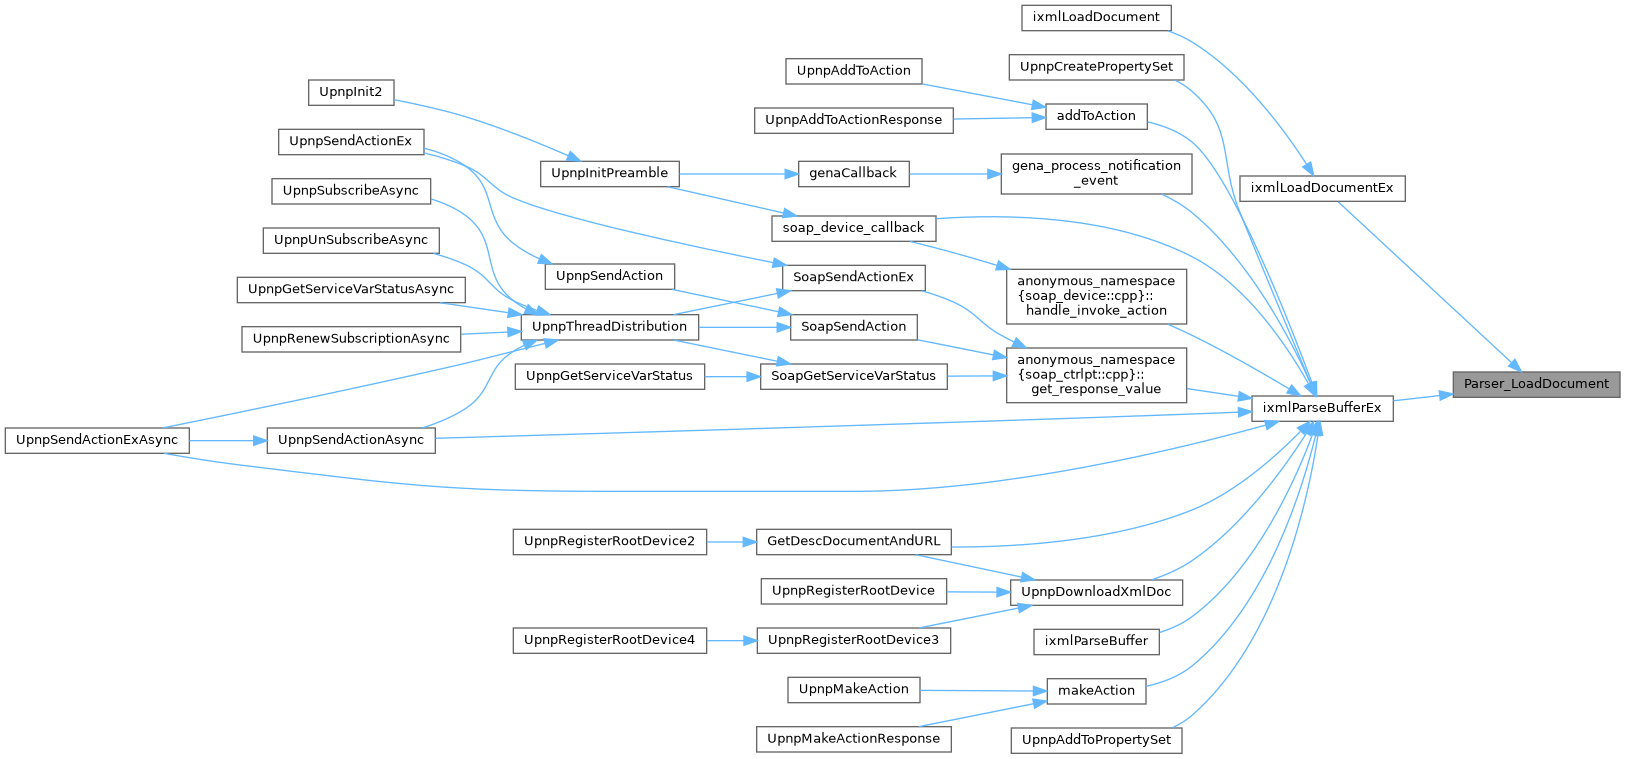 ixmlLoadDocument
UpnpCreatePropertySet
UpnpAddToAction
UpnpInit2
addToAction
UpnpAddToActionResponse
UpnpSendActionEx
gena_process_notification
_event
genaCallback
UpnpInitPreamble
ixmlLoadDocumentEx
UpnpSubscribeAsync
soap_device_callback
UpnpUnSubscribeAsync
UpnpSendAction
SoapSendActionEx
anonymous_namespace
{soap_device::cpp}::
handle_invoke_action
UpnpGetServiceVarStatusAsync
UpnpThreadDistribution
SoapSendAction
UpnpRenewSubscriptionAsync
anonymous_namespace
{soap_ctrlpt::cpp}::
get_response_value
UpnpGetServiceVarStatus
SoapGetServiceVarStatus
Parser_LoadDocument
ixmlParseBufferEx
UpnpSendActionExAsync
UpnpSendActionAsync
UpnpRegisterRootDevice2
GetDescDocumentAndURL
UpnpRegisterRootDevice
UpnpDownloadXmlDoc
UpnpRegisterRootDevice4
UpnpRegisterRootDevice3
ixmlParseBuffer
UpnpMakeAction
makeAction
UpnpMakeActionResponse
UpnpAddToPropertySet